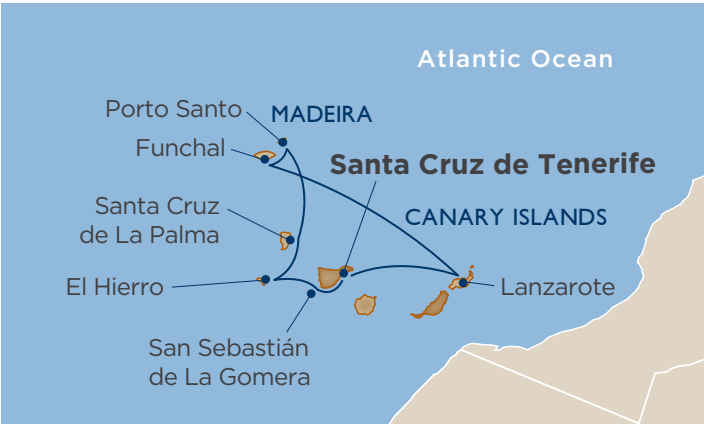 Atlantic Ocean
Porto Santo
MADEIRA
Funchal
Santa Cruz de Tenerife
Santa Cruz
de La Palma
CANARY ISLANDS
El Hierro
Lanzarote
San Sebastián
de La Gomera